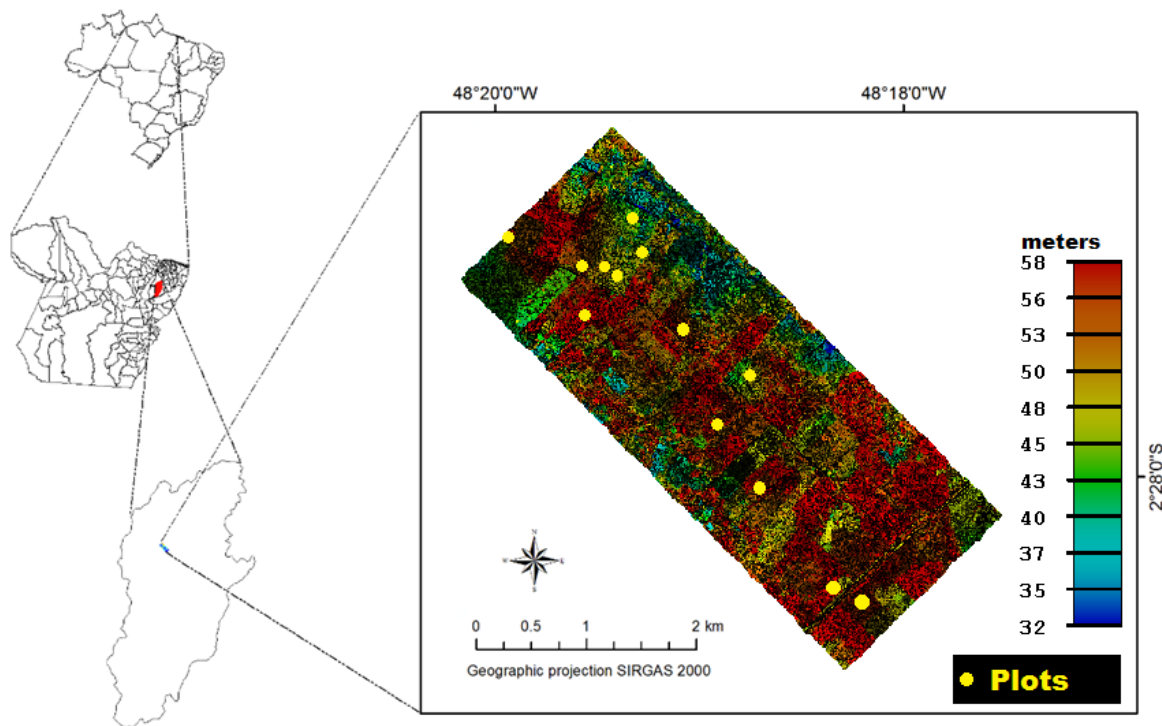 48°20'0"W 48°18'0"W
meters
58
56
53
50
48
45
43
40
37
35
32
2°28'0"S
N
W E
S
0 0.5 1 2 km
Geographic projection SIRGAS 2000
Plots